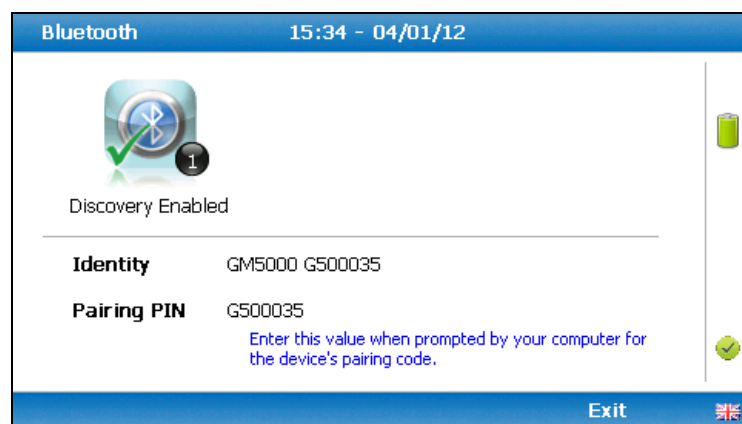 Bluetooth 15:34 - 04/01/12
1
Discovery Enabled
Identity GM5000 G500035
Pairing PIN G500035
Enter this value when prompted by your computer for
the device's pairing code.
Exit